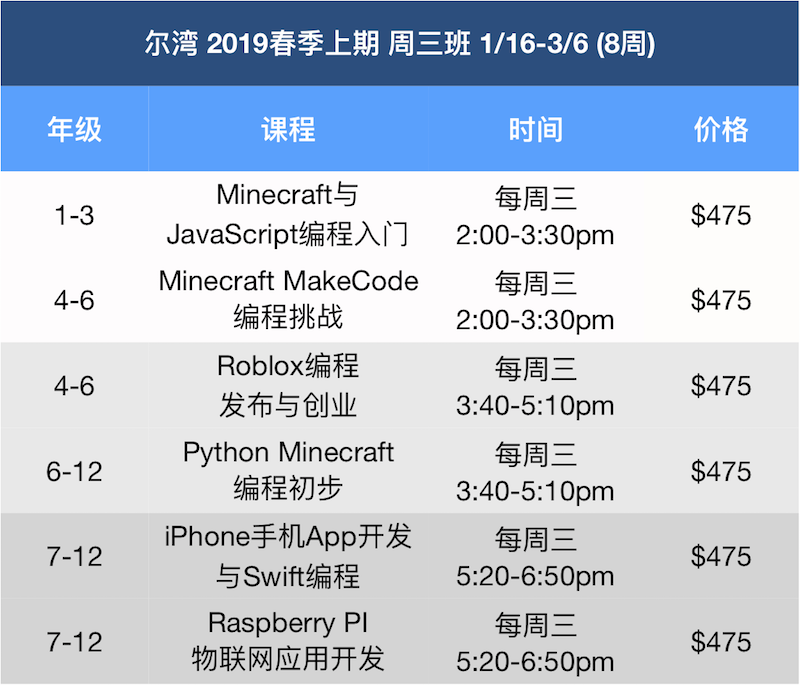 尔湾 2019春季上期 周三班 1/16-3/6 (8周)
年级 课程 时间 价格
1-3 Minecraft与 JavaScript编程入门 每周三 2:00-3:30pm $475
4-6 Minecraft MakeCode 编程挑战 每周三 2:00-3:30pm $475
4-6 Roblox编程 发布与创业 每周三 3:40-5:10pm $475
6-12 Python Minecraft 编程初步 每周三 3:40-5:10pm $475
7-12 iPhone手机App开发 与Swift编程 每周三 5:20-6:50pm $475
7-12 Raspberry PI 物联网应用开发 每周三 5:20-6:50pm $475